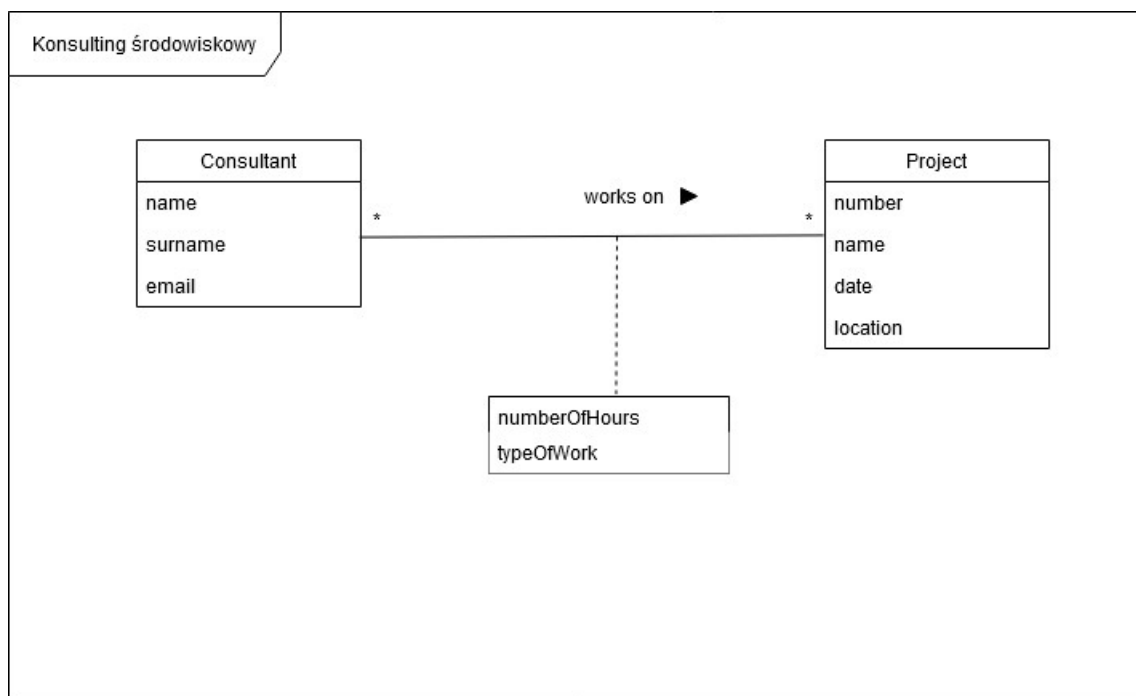 Konsulting środowiskowy
Consultant
name
surname
email
*
works on ►
*
Project
number
name
date
location
numberOfHours
typeOfWork